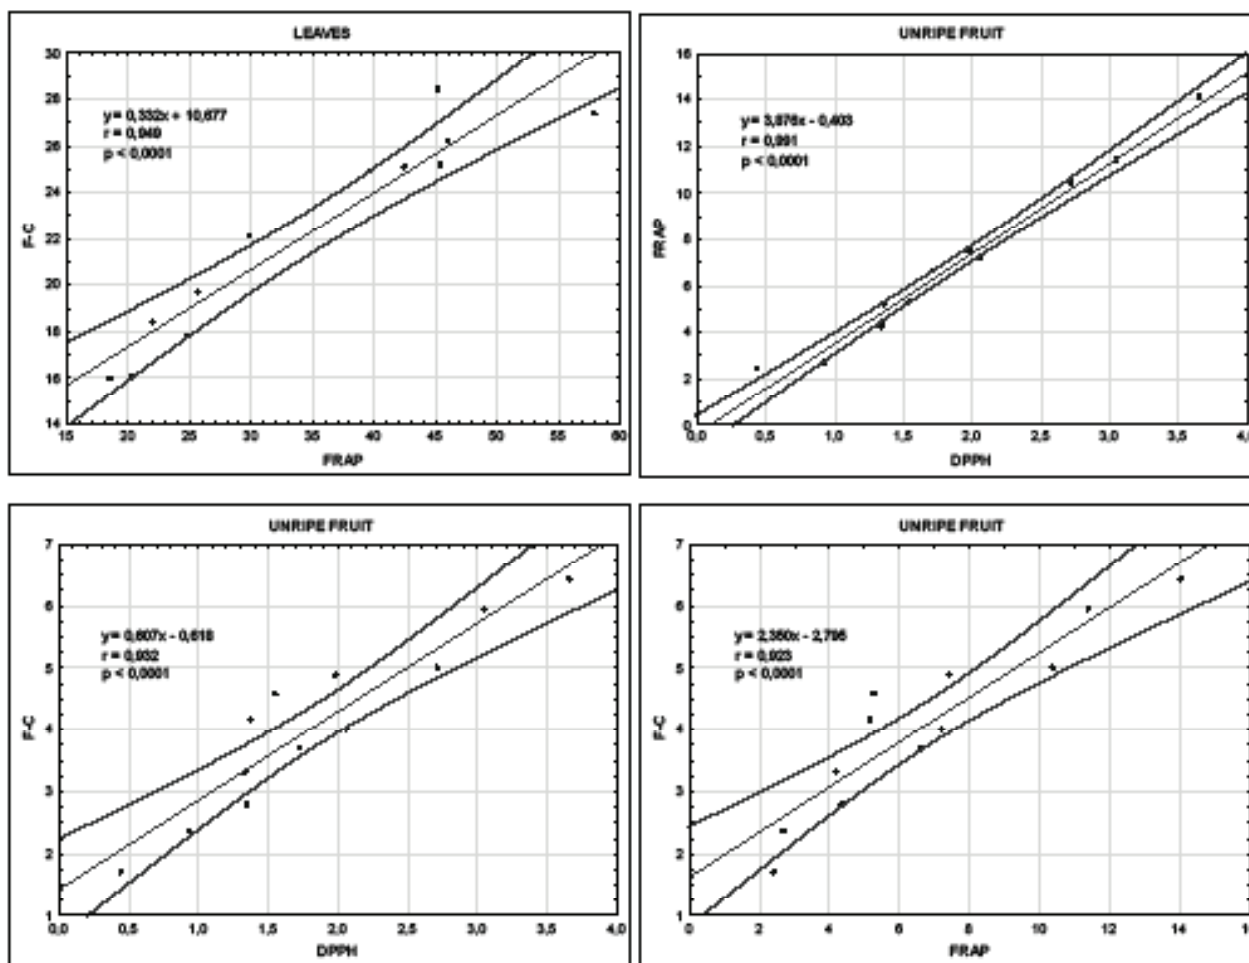 LEAVES
30
28
26
24
22
20
18
16
14
F-C
y= 0,332x + 10,677
r = 0,949
p < 0,0001
15 20 25 30 35 40 45 50 55 60
FRAP
UNRIPE FRUIT
16
14
12
10
8
6
4
2
0
FRAP
y= 3,876x - 0,403
r = 0,991
p < 0,0001
0,0 0,5 1,0 1,5 2,0 2,5 3,0 3,5 4,0
DPPH
UNRIPE FRUIT
7
6
5
4
3
2
1
F-C
y= 0,607x - 0,618
r = 0,932
p < 0,0001
0,0 0,5 1,0 1,5 2,0 2,5 3,0 3,5 4,0
DPPH
UNRIPE FRUIT
7
6
5
4
3
2
1
F-C
y= 2,350x - 2,795
r = 0,923
p < 0,0001
0 2 4 6 8 10 12 14 16
FRAP